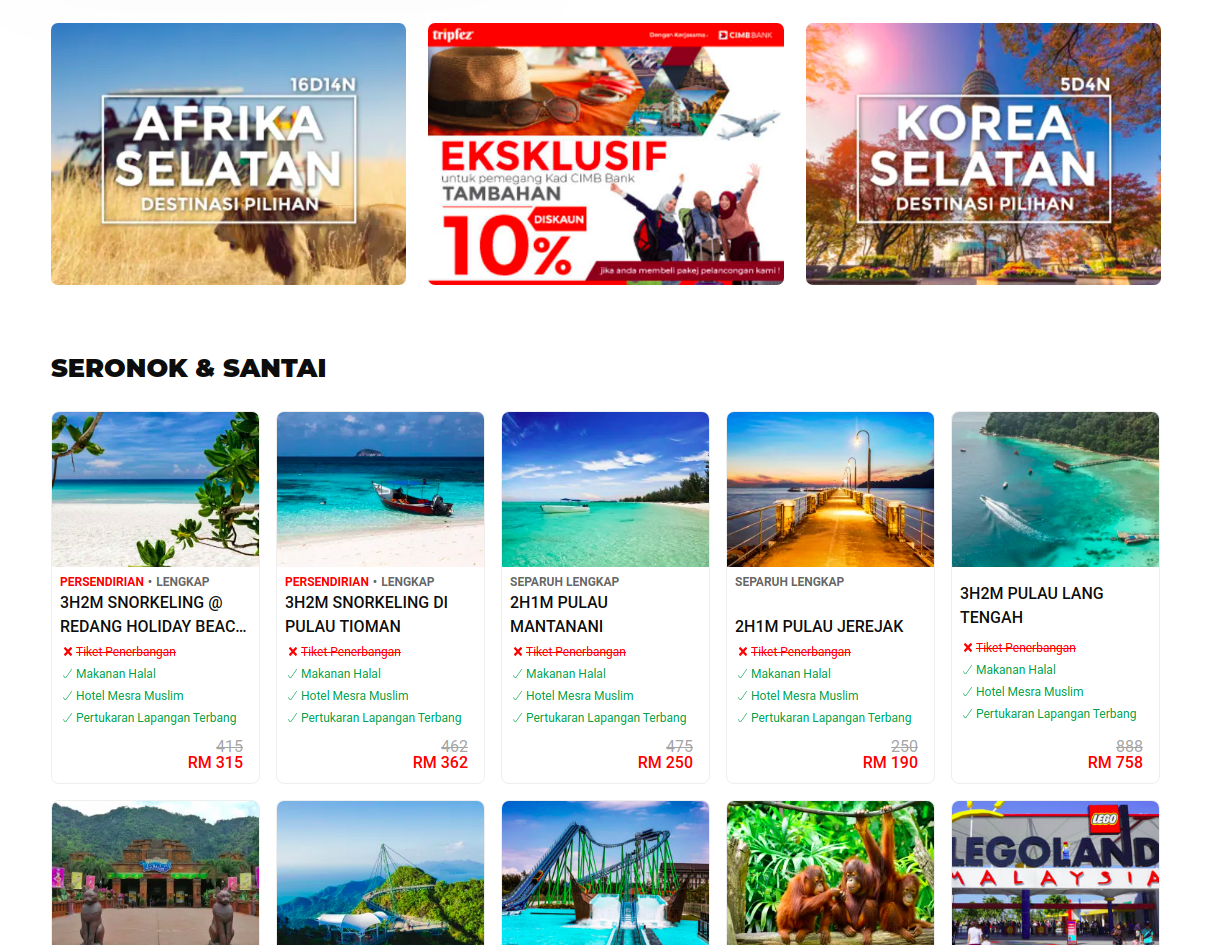 16D14N
AFRIKA
SELATAN
DESTINASI PILIHAN
tripfez
Dengan Kerjasama :
CIMB BANK
EKSKLUSIF
untuk pemegang Kad CIMB Bank
TAMBAHAN
10%
DISKAUN
jika anda membeli pakej pelancongan kami !
5D4N
KOREA
SELATAN
DESTINASI PILIHAN
SERONOK & SANTAI
PERSENDIRIAN • LENGKAP
3H2M SNORKELING @
REDANG HOLIDAY BEAC...
Tiket Penerbangan
Makanan Halal
Hotel Mesra Muslim
Pertukaran Lapangan Terbang
415
RM 315
PERSENDIRIAN • LENGKAP
3H2M SNORKELING DI
PULAU TIOMAN
Tiket Penerbangan
Makanan Halal
Hotel Mesra Muslim
Pertukaran Lapangan Terbang
462
RM 362
SEPARUH LENGKAP
2H1M PULAU
MANTANANI
Tiket Penerbangan
Makanan Halal
Hotel Mesra Muslim
Pertukaran Lapangan Terbang
475
RM 250
SEPARUH LENGKAP
2H1M PULAU JEREJAK
Tiket Penerbangan
Makanan Halal
Hotel Mesra Muslim
Pertukaran Lapangan Terbang
250
RM 190
3H2M PULAU LANG
TENGAH
Tiket Penerbangan
Makanan Halal
Hotel Mesra Muslim
Pertukaran Lapangan Terbang
888
RM 758
LEGO
LEGOLAND
MALAYSIA